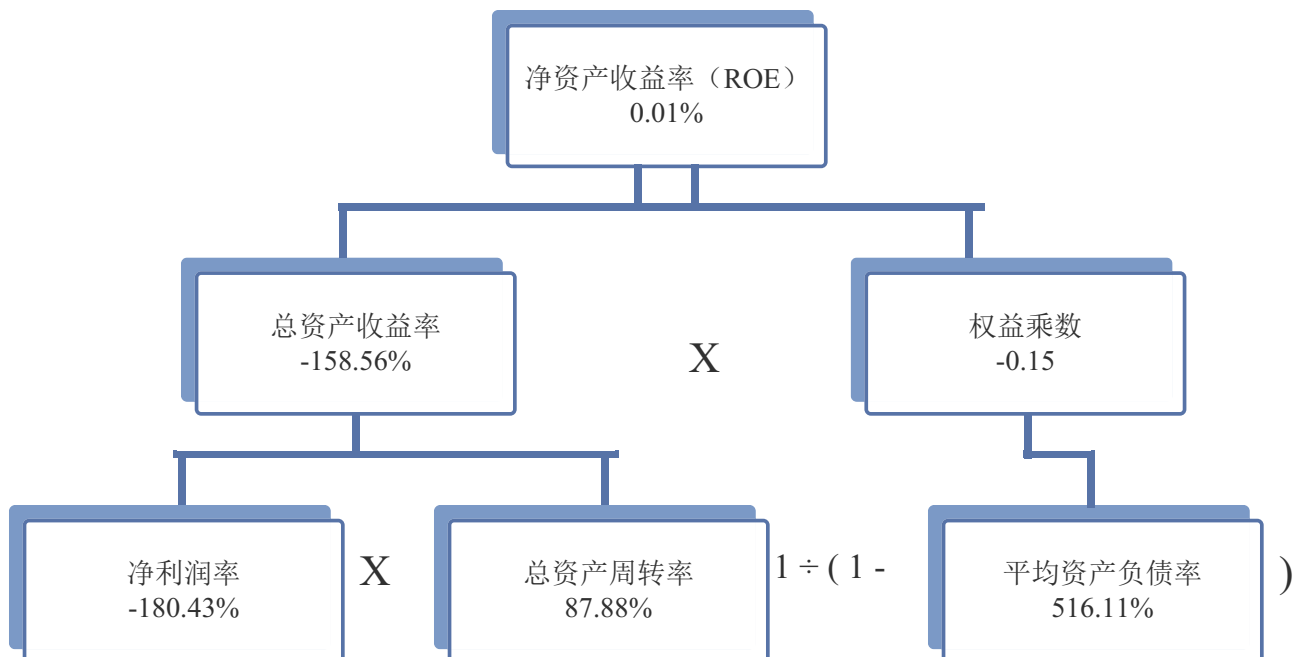 净资产收益率（ROE）
0.01%
总资产收益率
-158.56%
X
权益乘数
-0.15
净利润率
-180.43%
X
总资产周转率
87.88%
1 ÷ ( 1 -
平均资产负债率
516.11%
)